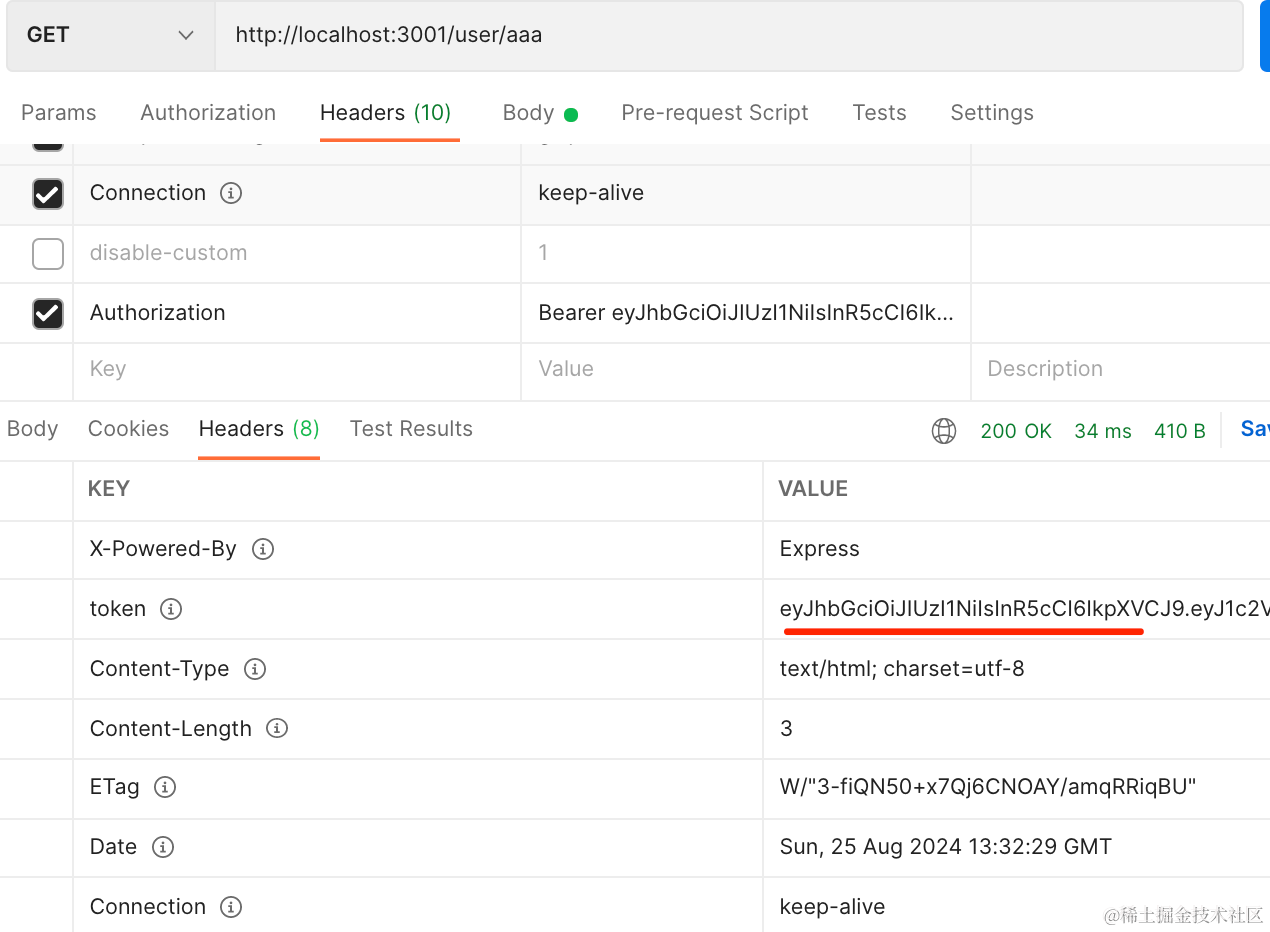 GET http://localhost:3001/user/aaa
Params Authorization Headers (10) Body Pre-request Script Tests Settings
Connection keep-alive
disable-custom 1
Authorization Bearer eyJhbGciOiJIUzI1NiIsInR5cCI6Ik...
Key Value Description
Body Cookies Headers (8) Test Results 200 OK 34 ms 410 B Sav
KEY VALUE
X-Powered-By Express
token eyJhbGciOiJIUzI1NiIsInR5cCI6IkpXVCJ9.eyJ1c2V
Content-Type text/html; charset=utf-8
Content-Length 3
ETag W/"3-fiQN50+x7Qj6CNOAY/amqRRiqBU"
Date Sun, 25 Aug 2024 13:32:29 GMT
Connection keep-alive
@稀土掘金技术社区